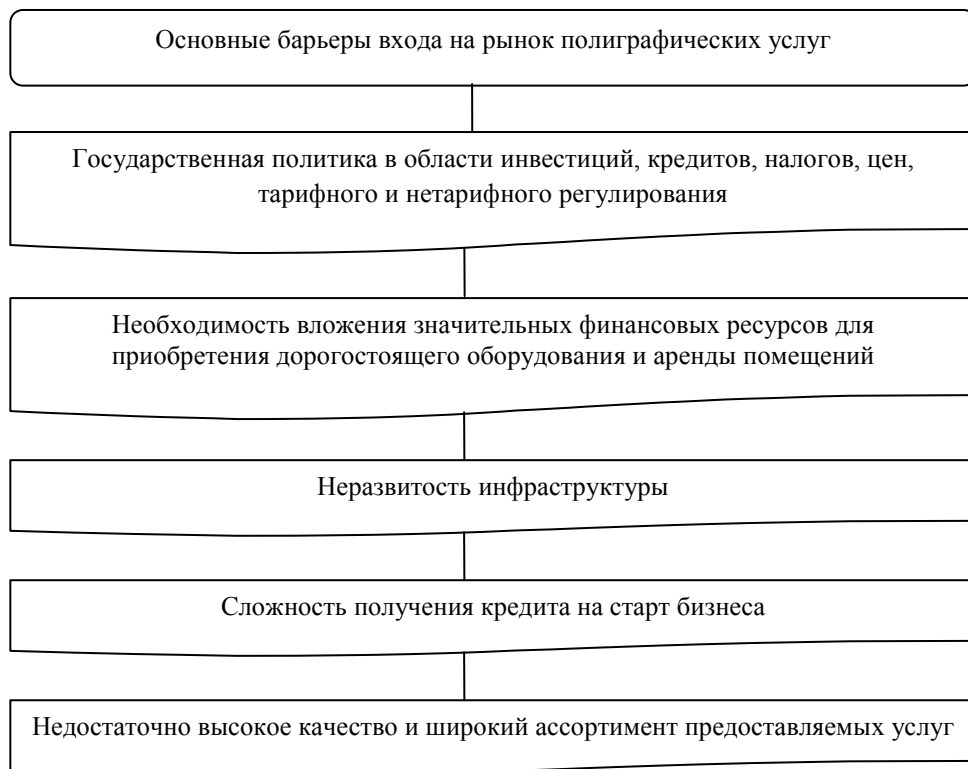 Основные барьеры входа на рынок полиграфических услуг
Государственная политика в области инвестиций, кредитов, налогов, цен,
тарифного и нетарифного регулирования
Необходимость вложения значительных финансовых ресурсов для
приобретения дорогостоящего оборудования и аренды помещений
Неразвитость инфраструктуры
Сложность получения кредита на старт бизнеса
Недостаточно высокое качество и широкий ассортимент предоставляемых услуг